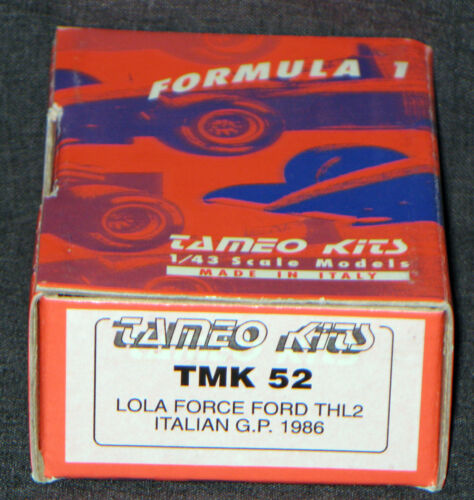 FORMULA 1
TAMEO KITS
1/43 Scale Models
MADE IN ITALY
TAMEO KITS
TMK 52
LOLA FORCE FORD THL2
ITALIAN G.P. 1986